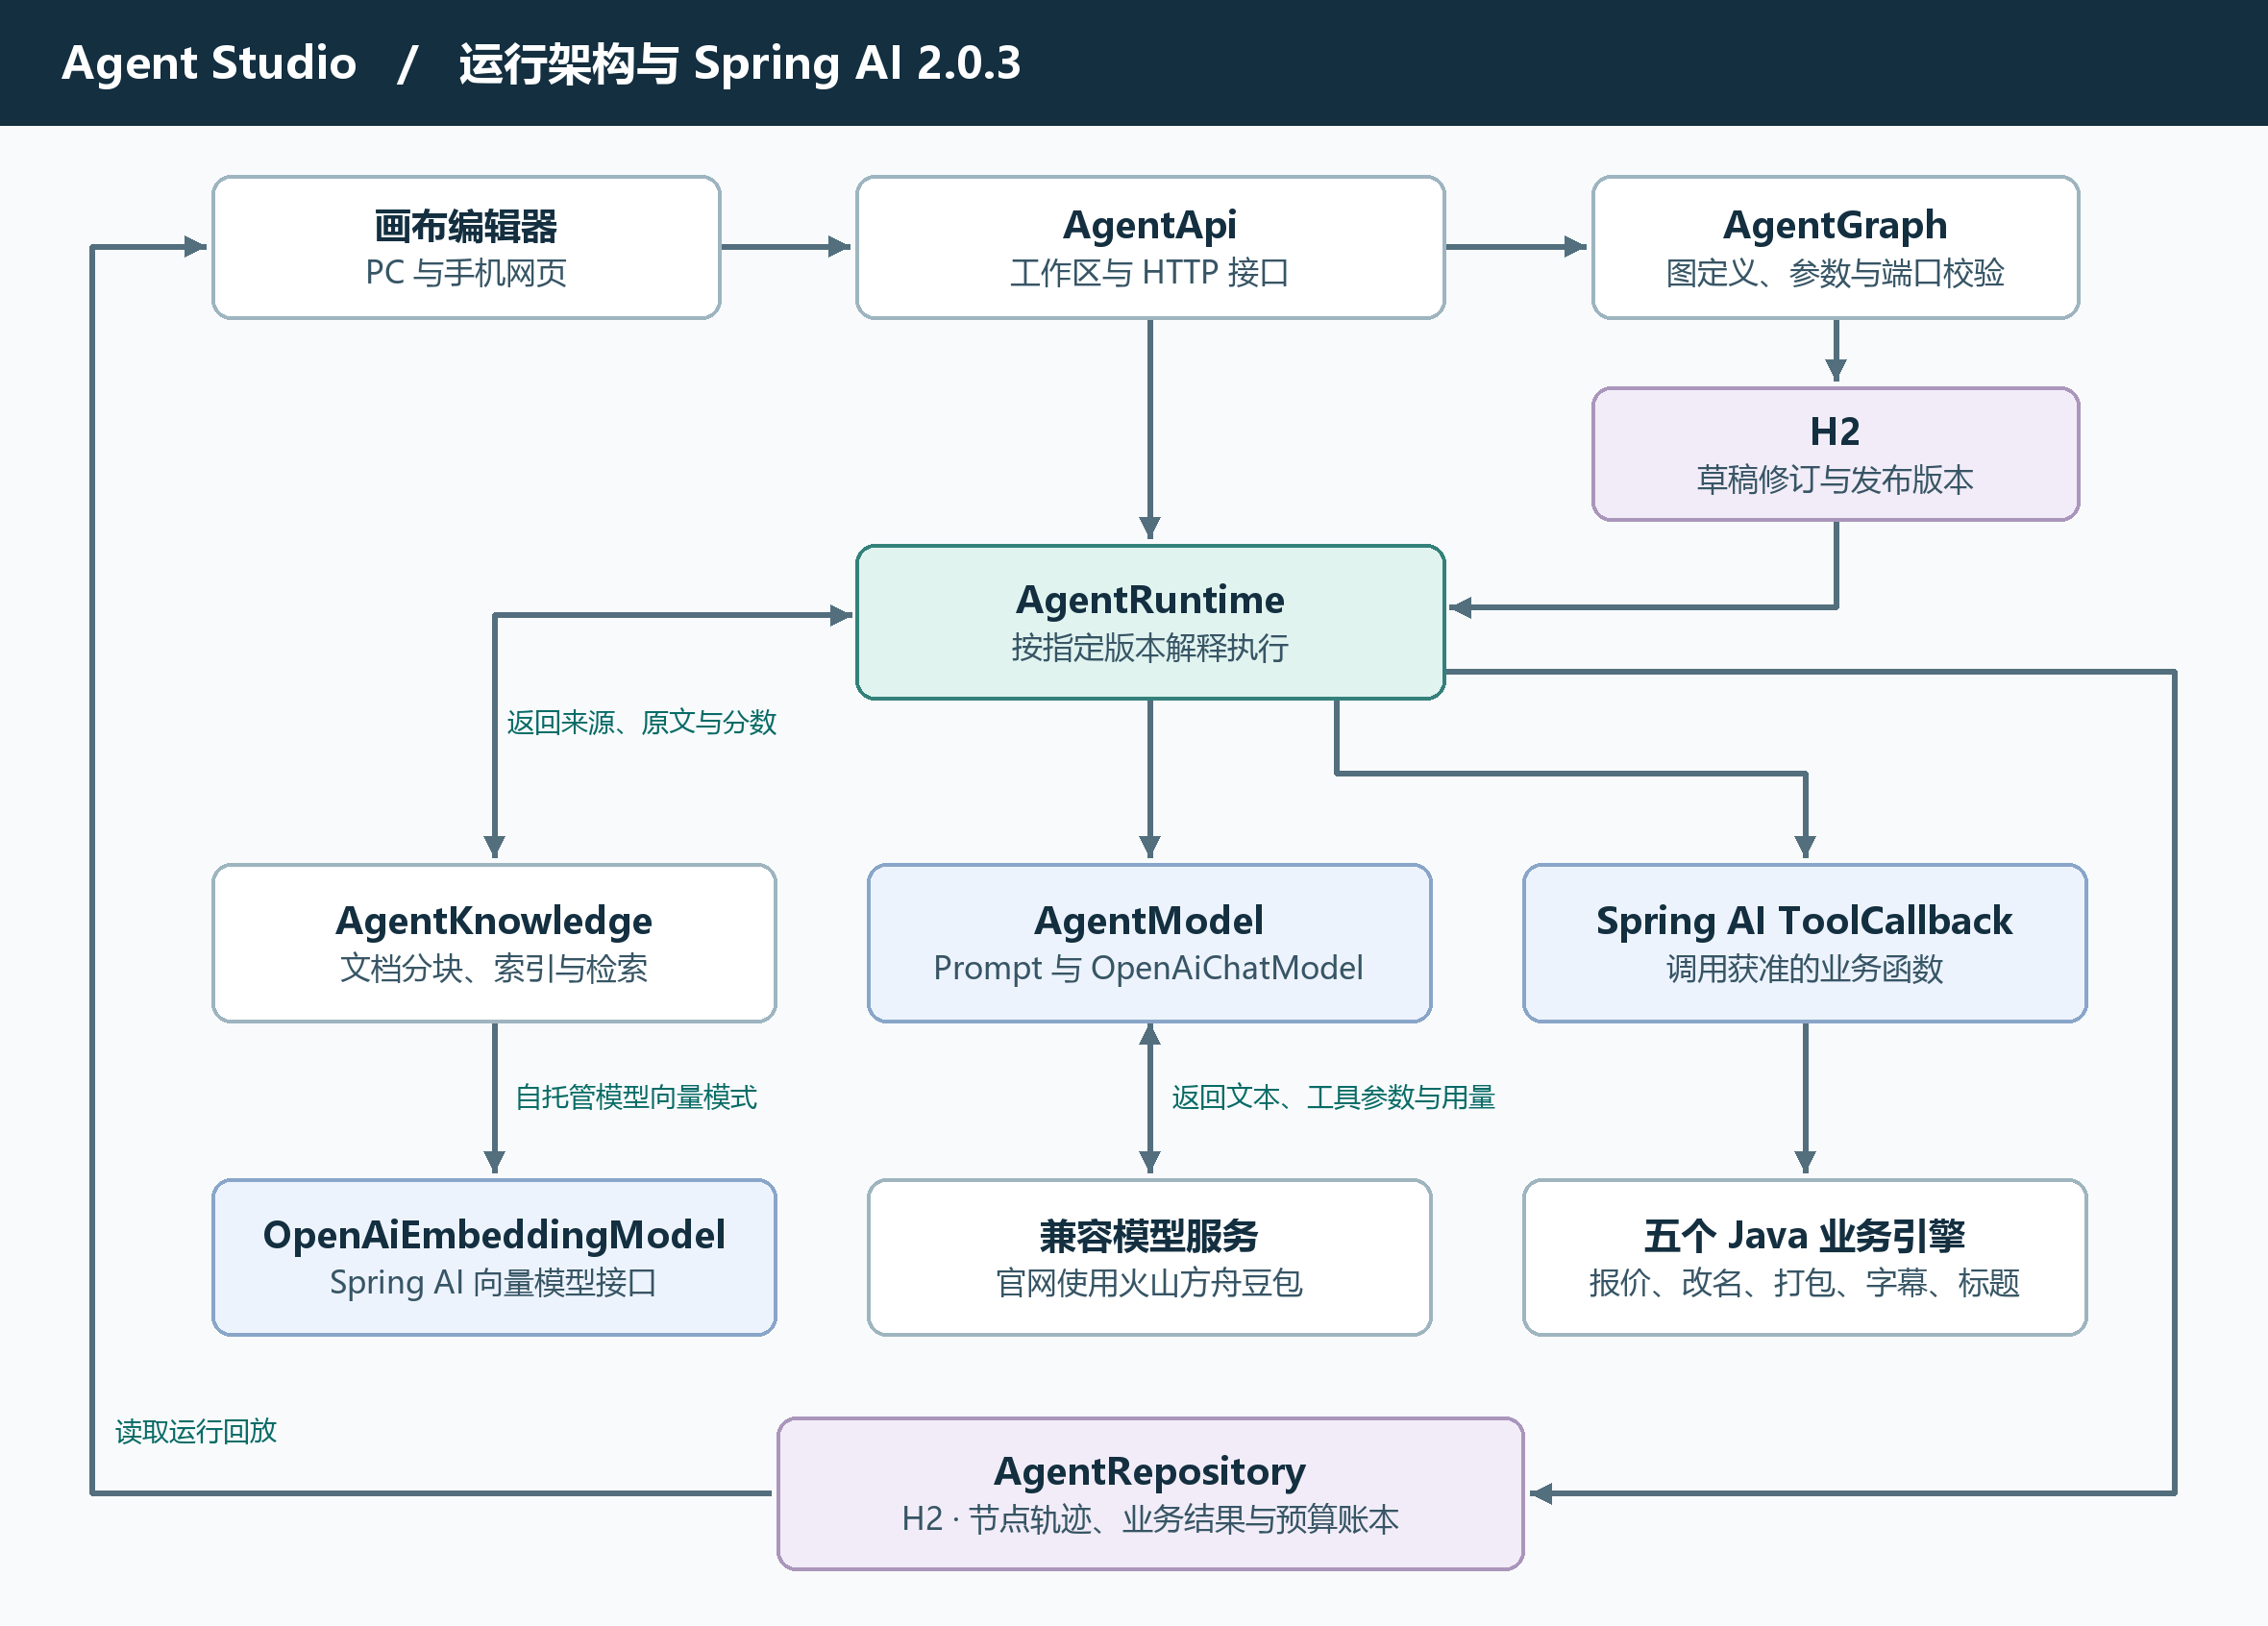 Agent Studio / 运行架构与 Spring AI 2.0.3
画布编辑器
PC 与手机网页
AgentApi
工作区与 HTTP 接口
AgentGraph
图定义、参数与端口校验
H2
草稿修订与发布版本
AgentRuntime
按指定版本解释执行
返回来源、原文与分数
AgentKnowledge
文档分块、索引与检索
AgentModel
Prompt 与 OpenAiChatModel
Spring AI ToolCallback
调用获准的业务函数
自托管模型向量模式
返回文本、工具参数与用量
OpenAiEmbeddingModel
Spring AI 向量模型接口
兼容模型服务
官网使用火山方舟豆包
五个 Java 业务引擎
报价、改名、打包、字幕、标题
读取运行回放
AgentRepository
H2 · 节点轨迹、业务结果与预算账本